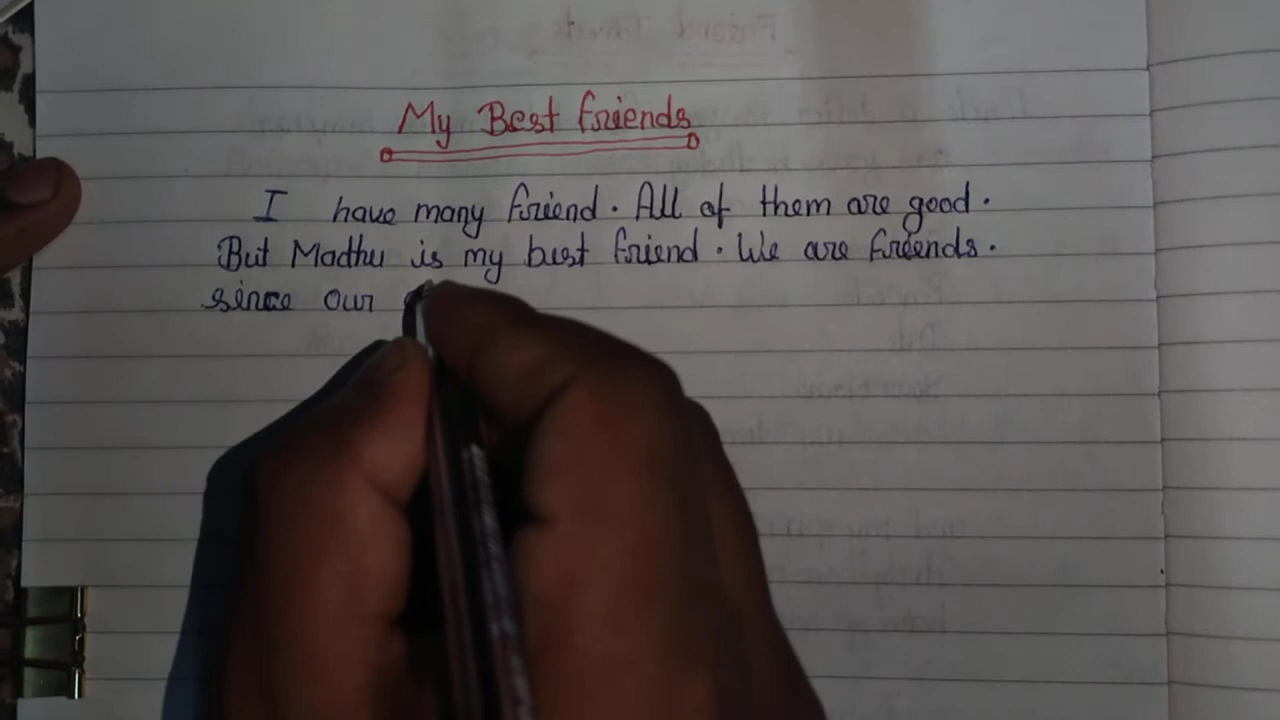 My Best Friends
I have many friend. All of them are good.
But Madhu is my best friend. We are friends.
since our